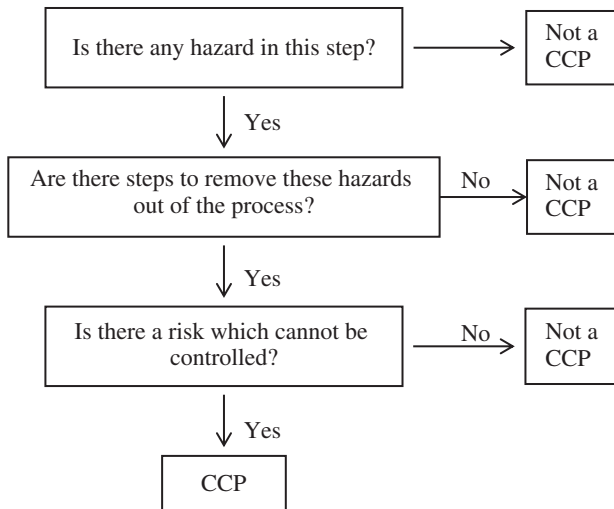 Is there any hazard in this step?
Not a
CCP
Yes
Are there steps to remove these hazards
out of the process?
No
Not a
CCP
Yes
Is there a risk which cannot be
controlled?
No
Not a
CCP
Yes
CCP